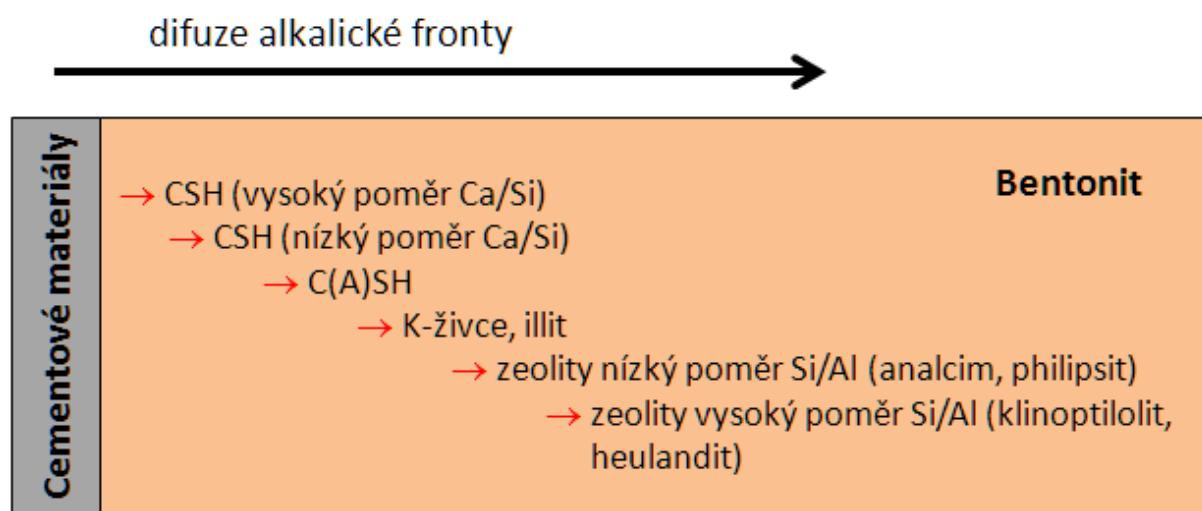 difuze alkalické fronty
Cementové materiály
Bentonit
→ CSH (vysoký poměr Ca/Si)
→ CSH (nízký poměr Ca/Si)
→ C(A)SH
→ K-živce, illit
→ zeolity nízký poměr Si/Al (analcim, philipsit)
→ zeolity vysoký poměr Si/Al (klinoptilolit,
heulandit)